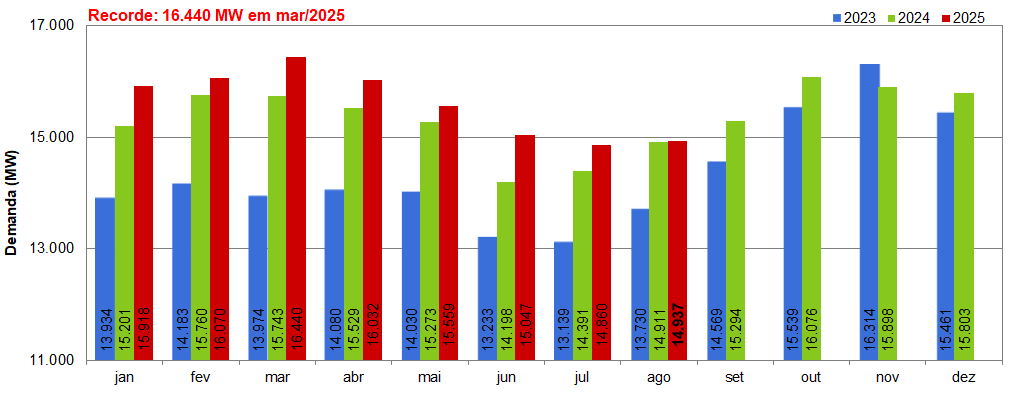 Recorde: 16.440 MW em mar/2025
2023 2024 2025
Demanda (MW)
17.000
15.000
13.000
11.000
13.934 15.201 15.918
14.183 15.760 16.070
13.974 15.743 16.440
14.080 15.529 16.032
14.030 15.273 15.559
13.233 14.198 15.047
13.139 14.391 14.860
13.730 14.911 14.937
14.569 15.294
15.539 16.076
16.314 15.898
15.461 15.803
jan fev mar abr mai jun jul ago set out nov dez